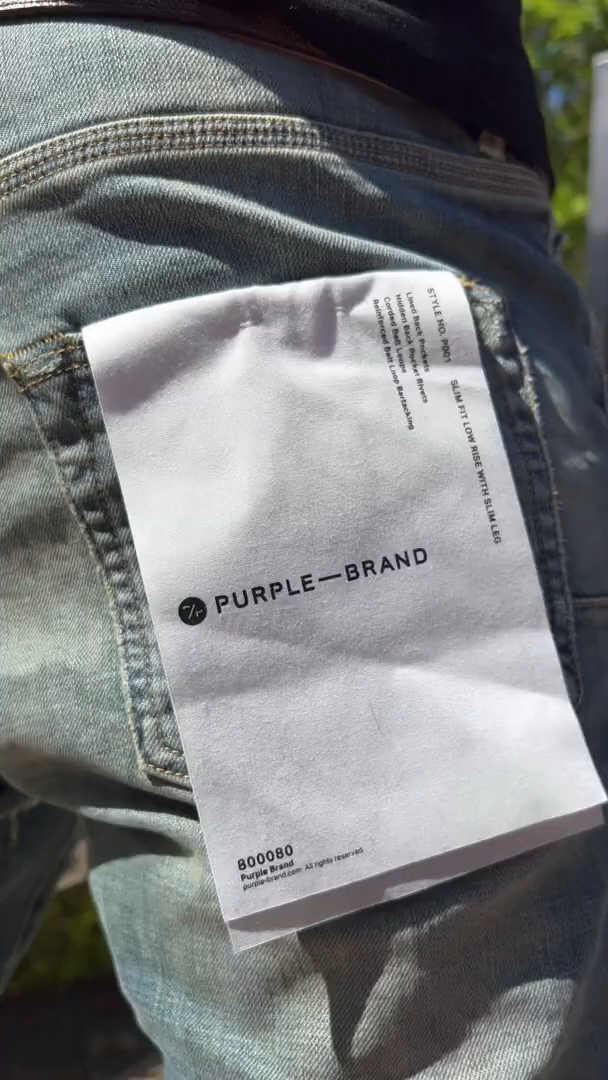 STYLE NO. P001 SLIM FIT LOW RISE WITH SLIM LEG
Lined Back Pockets
Hidden Back Pocket Rivets
Corded Belt Loops
Reinforced Belt Loop Bartacking
PURPLE—BRAND
800080
Purple Brand
purple-brand.com All rights reserved